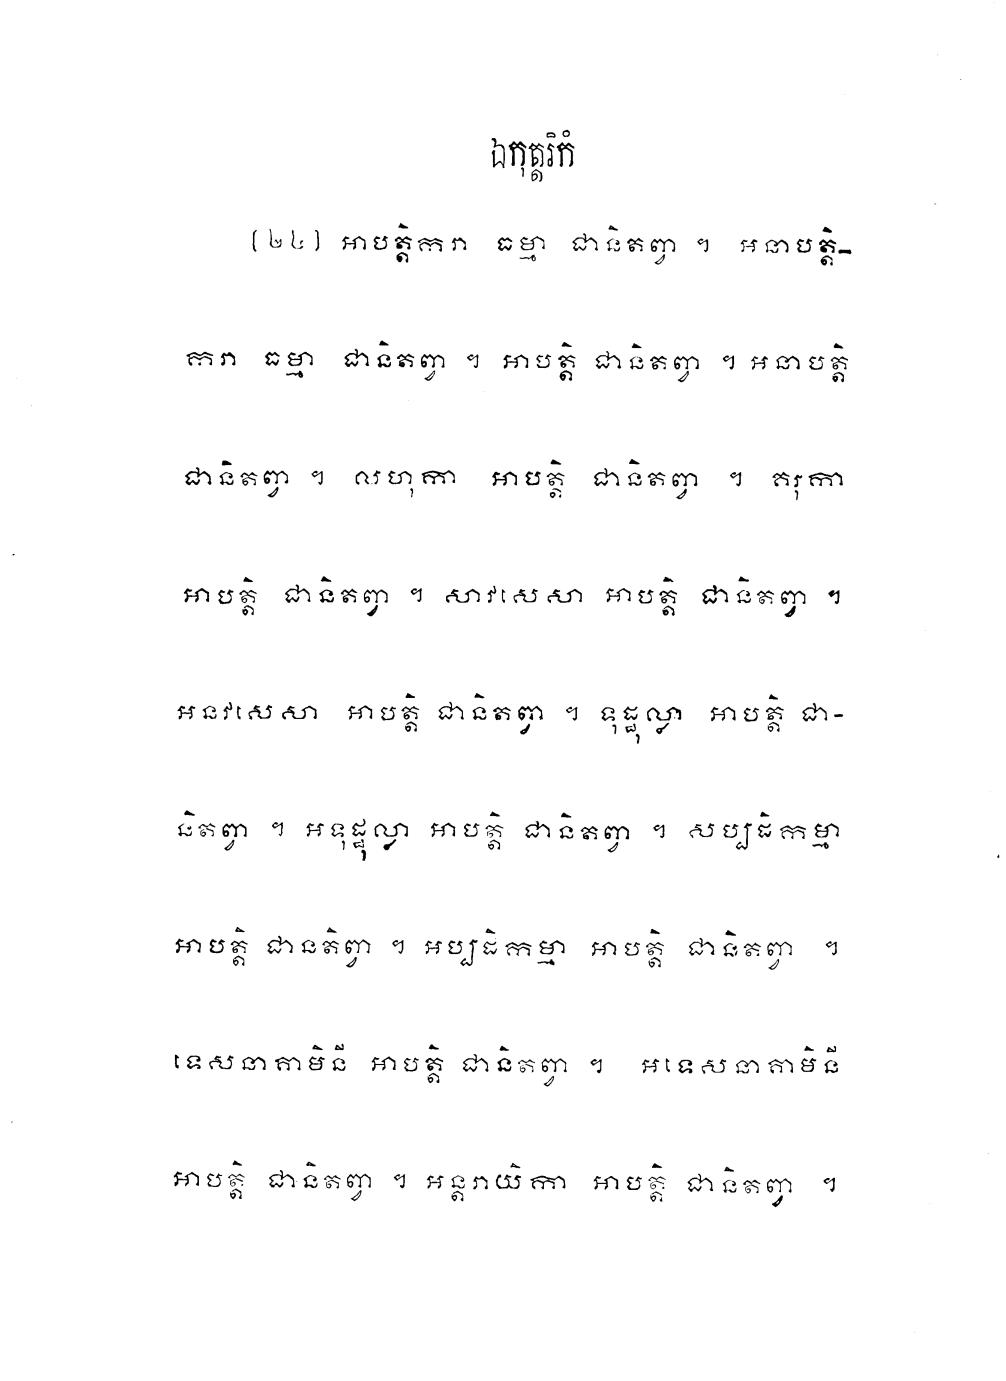 ឯកុត្តរិកំ
(២៤) អាបត្តិករា ធម្មា ជានិតព្វា ។ អនាបត្តិ-
ករា ធម្មា ជានិតព្វា ។ អាបត្តិ ជានិតព្វា ។ អនាបត្តិ
ជានិតព្វា ។ លហុកា អាបត្តិ ជានិតព្វា ។ គរុកា
អាបត្តិ ជានិតព្វា ។ សាវសេសា អាបត្តិ ជានិតព្វា ។
អនវសេសា អាបត្តិ ជានិតព្វា ។ ទុដ្ឋុល្លា អាបត្តិ ជា-
និតព្វា ។ អទុដ្ឋុល្លា អាបត្តិ ជានិតព្វា ។ សប្បដិកម្មា
អាបត្តិ ជានតិព្វា ។ អប្បដិកម្មា អាបត្តិ ជានិតព្វា ។
ទេសនាគាមិនី អាបត្តិ ជានិតព្វា ។ អទេសនាគាមិនី
អាបត្តិ ជានិតព្វា ។ អន្តរាយិកា អាបត្តិ ជានិតព្វា ។